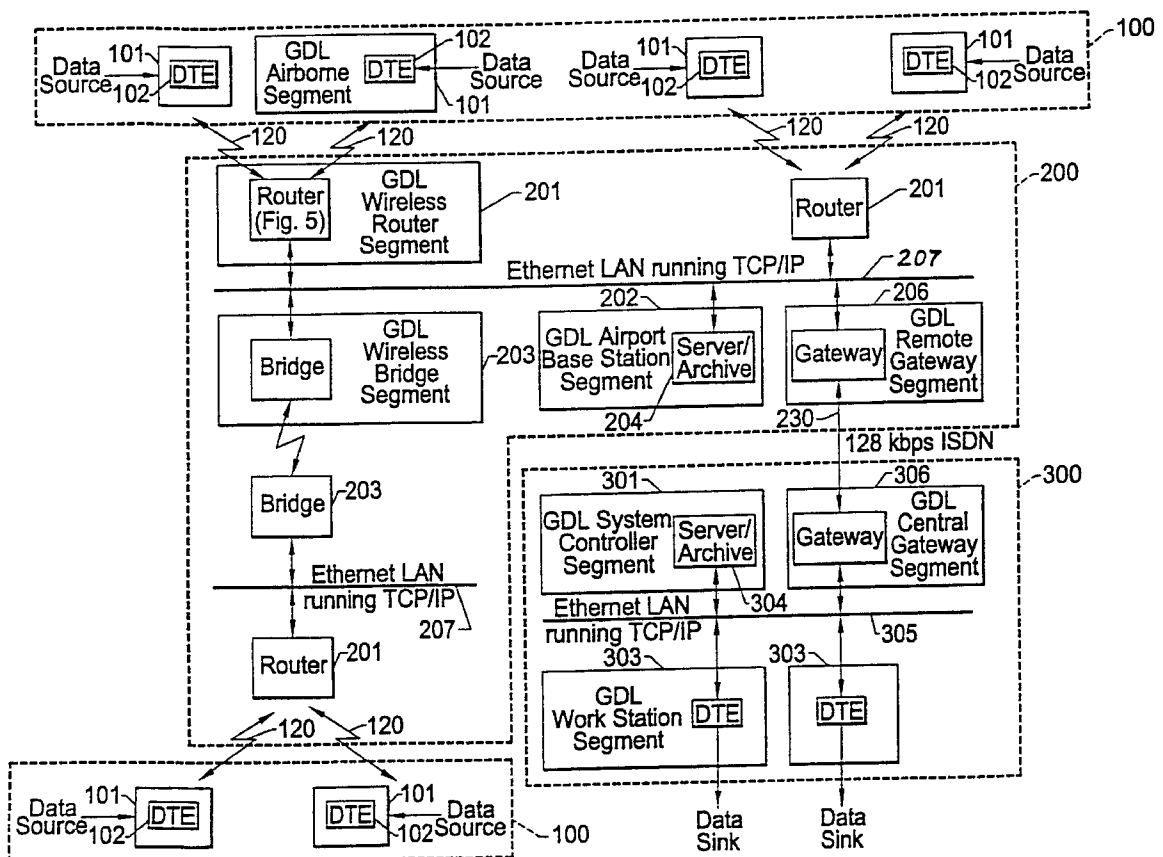 Data
Source
101
102
DTE
GDL
Airborne
Segment
DTE
102
Data
Source
101
Data
Source
101
102
DTE
DTE
101
102
Data
Source
100
120
120
120
120
Router
(Fig. 5)
GDL
Wireless
Router
Segment
201
Router
201
200
Ethernet LAN running TCP/IP
207
Bridge
GDL
Wireless
Bridge
Segment
203
202
GDL Airport
Base Station
Segment
Server/
Archive
204
206
Gateway
GDL
Remote
Gateway
Segment
230
128 kbps ISDN
Bridge
203
Ethernet LAN
running TCP/IP
207
Router
201
120
120
301
GDL System
Controller
Segment
Server/
Archive
304
306
Gateway
GDL
Central
Gateway
Segment
300
Ethernet LAN
running TCP/IP
305
303
GDL
Work Station
Segment
DTE
303
DTE
Data
Sink
Data
Sink
Data
Source
101
102
DTE
DTE
101
102
Data
Source
100